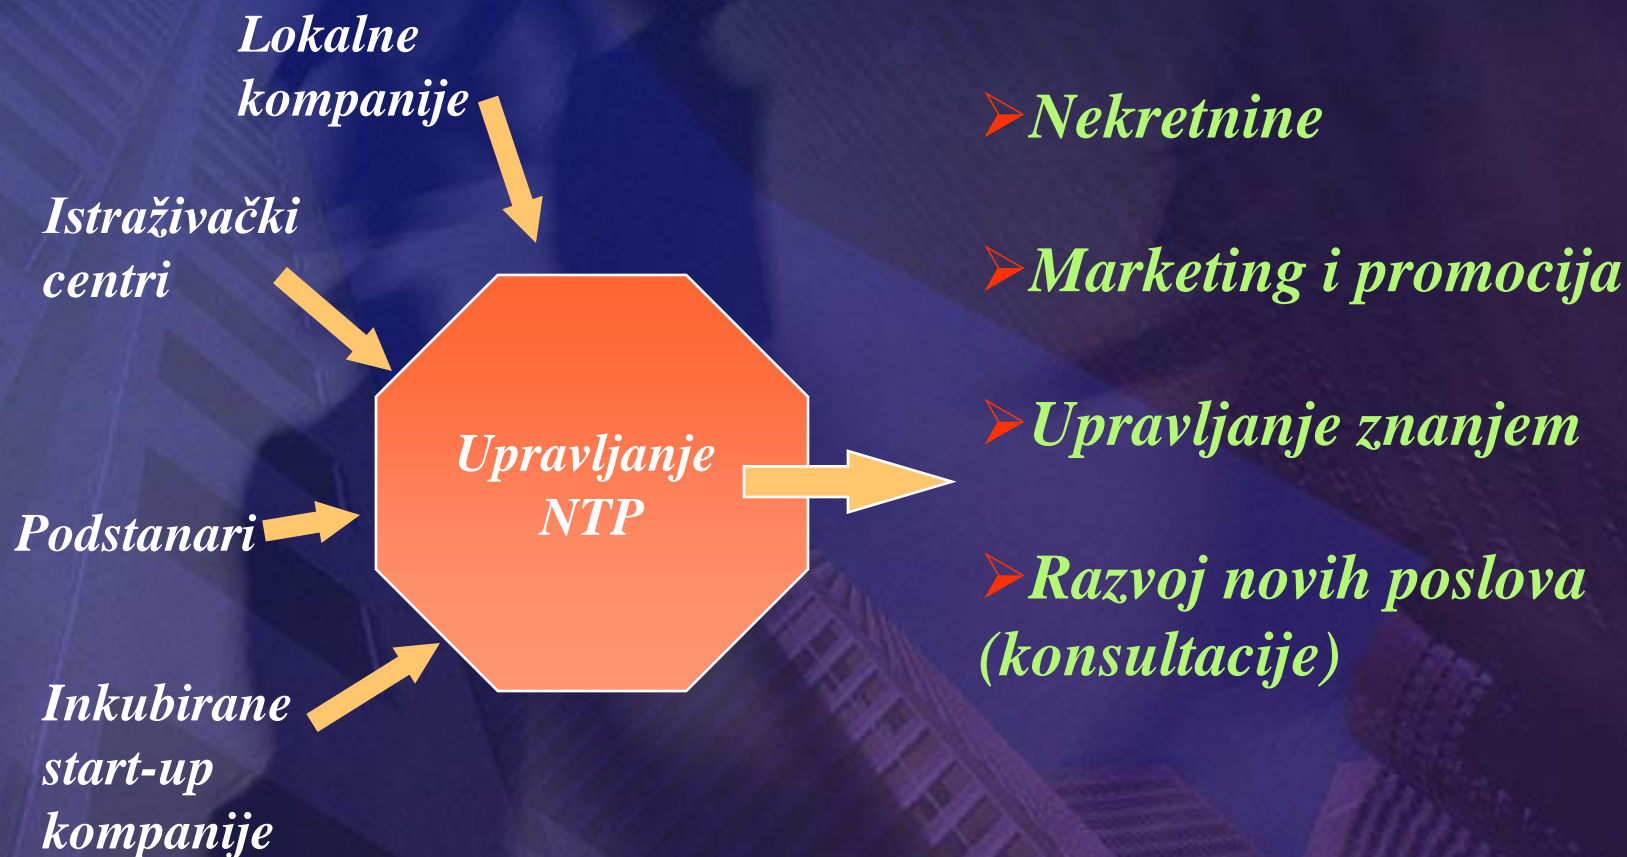 Lokalne
kompanije
Istraživački
centri
Podstanari
Inkubirane
start-up
kompanije
Upravljanje
NTP
Nekretnine
Marketing i promocija
Upravljanje znanjem
Razvoj novih poslova
(konsultacije)